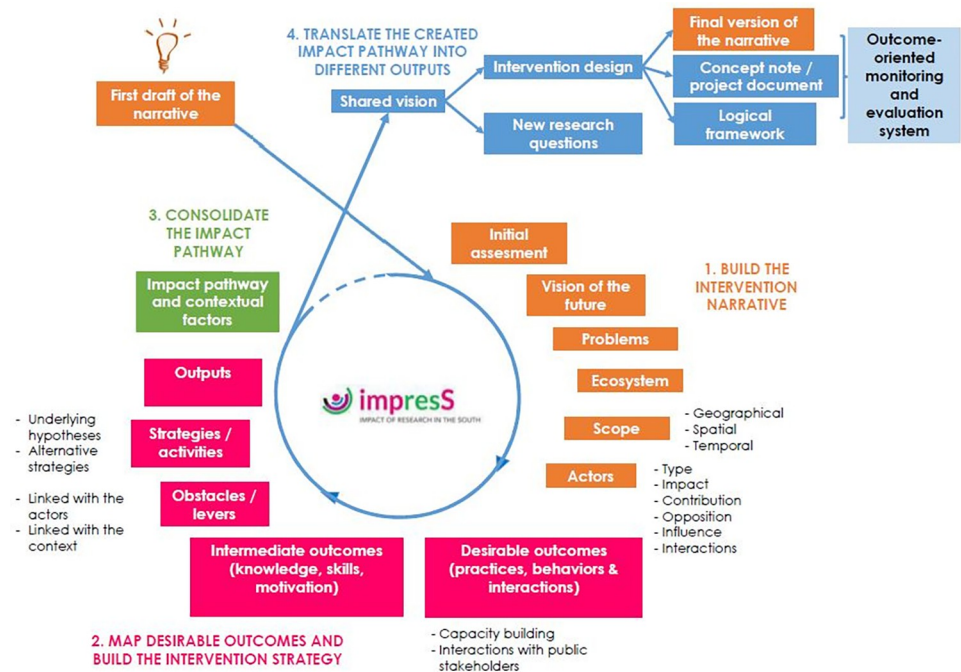 4. TRANSLATE THE CREATED
IMPACT PATHWAY INTO
DIFFERENT OUTPUTS
First draft of the
narrative
Shared vision
Intervention design
New research
questions
Final version of
the narrative
Concept note /
project document
Logical
framework
Outcome-
oriented
monitoring
and
evaluation
system
3. CONSOLIDATE
THE IMPACT
PATHWAY
Impact pathway
and contextual
factors
Initial
assesment
Vision of the
future
1. BUILD THE
INTERVENTION
NARRATIVE
Problems
Ecosystem
Scope
- Geographical
- Spatial
- Temporal
Actors
- Type
- Impact
- Contribution
- Opposition
- Influence
- Interactions
impresS
IMPACT OF RESEARCH IN THE SOUTH
Outputs
- Underlying
hypotheses
- Alternative
strategies
Strategies /
activities
- Linked with the
actors
- Linked with the
context
Obstacles /
levers
Intermediate outcomes
(knowledge, skills,
motivation)
Desirable outcomes
(practices, behaviors &
interactions)
- Capacity building
- Interactions with public
stakeholders
2. MAP DESIRABLE OUTCOMES AND
BUILD THE INTERVENTION STRATEGY